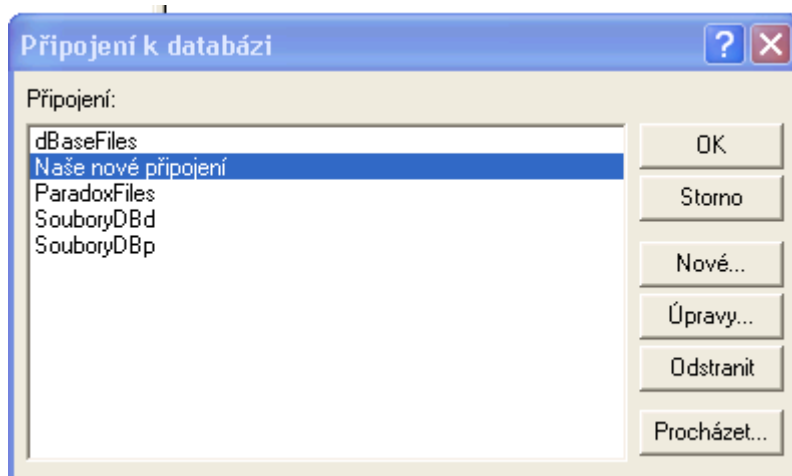 Připojení k databázi
Připojení:
dBaseFiles
Naše nové připojení
ParadoxFiles
SouboryDBd
SouboryDBp
OK
Storno
Nové...
Úpravy...
Odstranit
Procházet...